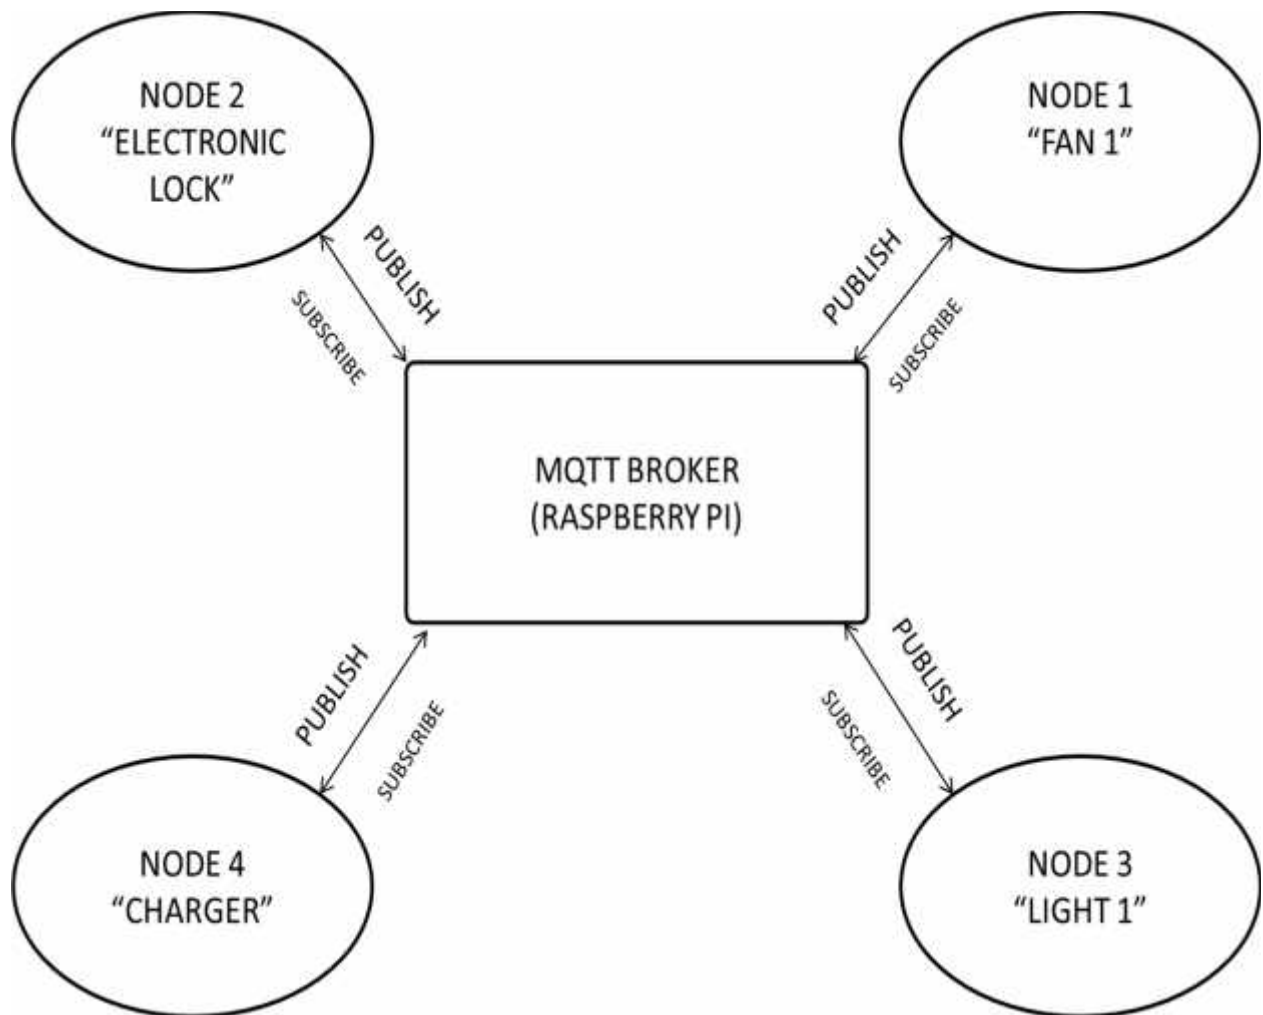 NODE 2
“ELECTRONIC
LOCK”
NODE 1
“FAN 1”
PUBLISH
SUBSCRIBE
PUBLISH
SUBSCRIBE
MQTT BROKER
(RASPBERRY PI)
PUBLISH
SUBSCRIBE
PUBLISH
SUBSCRIBE
NODE 4
“CHARGER”
NODE 3
“LIGHT 1”